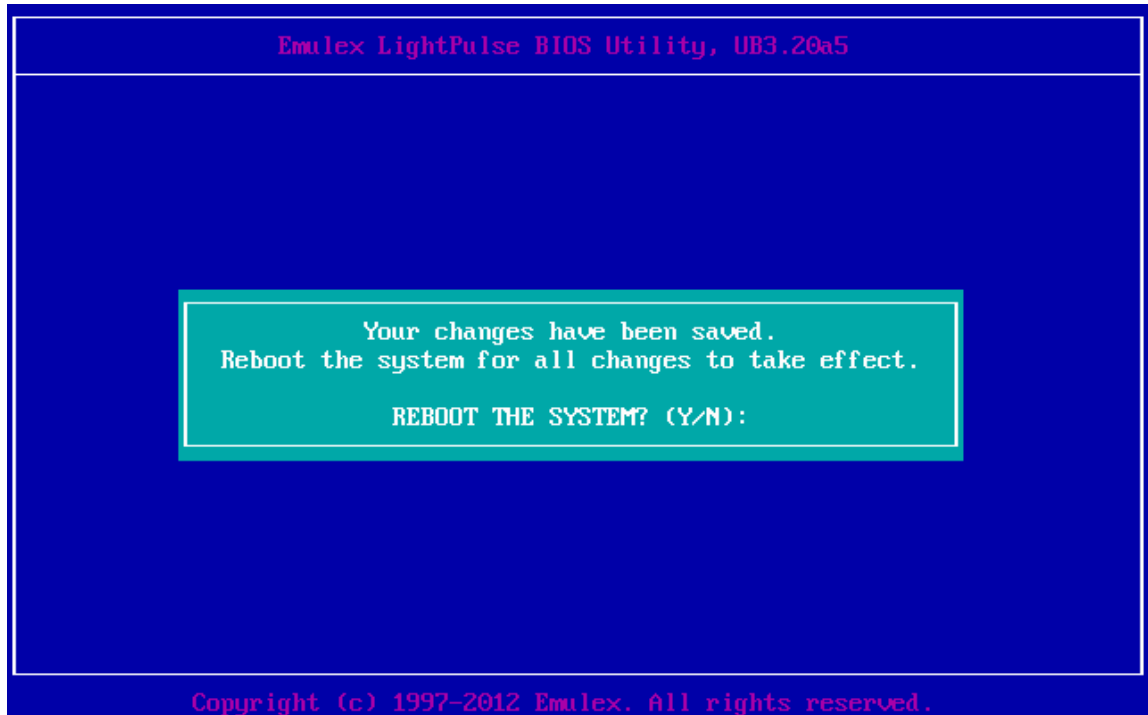 Emulex LightPulse BIOS Utility, UB3.20a5
Your changes have been saved.
Reboot the system for all changes to take effect.
REBOOT THE SYSTEM? (Y/N):
Copyright (c) 1997-2012 Emulex. All rights reserved.